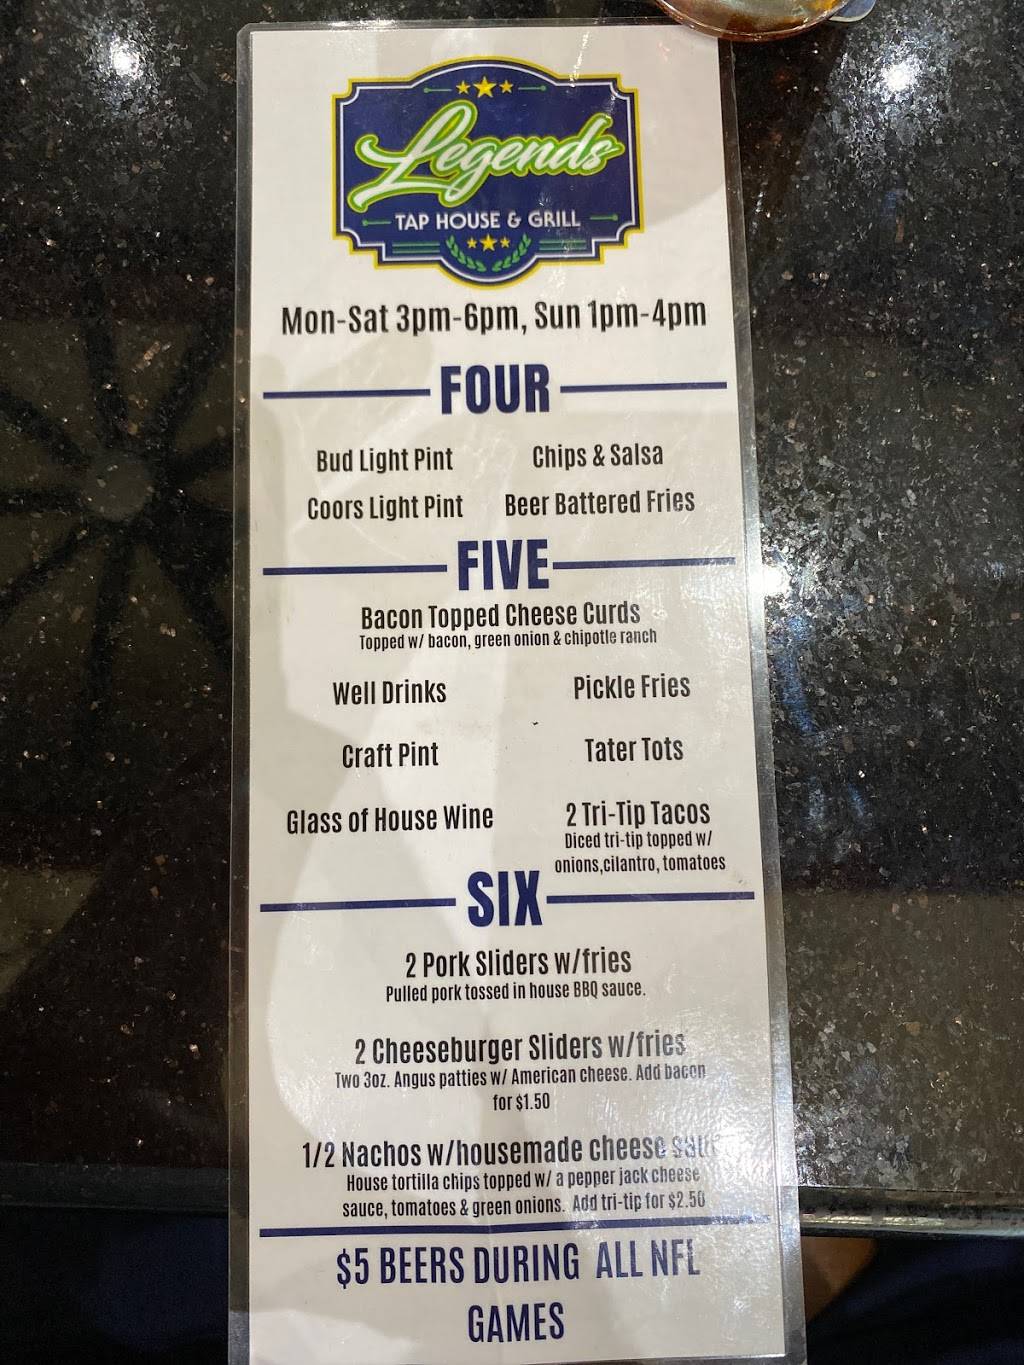 Legends
TAP HOUSE & GRILL
Mon-Sat 3pm-6pm, Sun 1pm-4pm
FOUR
Bud Light Pint
Chips & Salsa
Coors Light Pint
Beer Battered Fries
FIVE
Bacon Topped Cheese Curds
Topped w/ bacon, green onion & chipotle ranch
Well Drinks
Pickle Fries
Craft Pint
Tater Tots
Glass of House Wine
2 Tri-Tip Tacos
Diced tri-tip topped w/
onions,cilantro, tomatoes
SIX
2 Pork Sliders w/fries
Pulled pork tossed in house BBQ sauce.
2 Cheeseburger Sliders w/fries
Two 3oz. Angus patties w/ American cheese. Add bacon
for $1.50
1/2 Nachos w/housemade cheese
House tortilla chips topped w/ a pepper jack cheese
sauce, tomatoes & green onions. Add tri-tip for $2.50
$5 BEERS DURING ALL NFL
GAMES